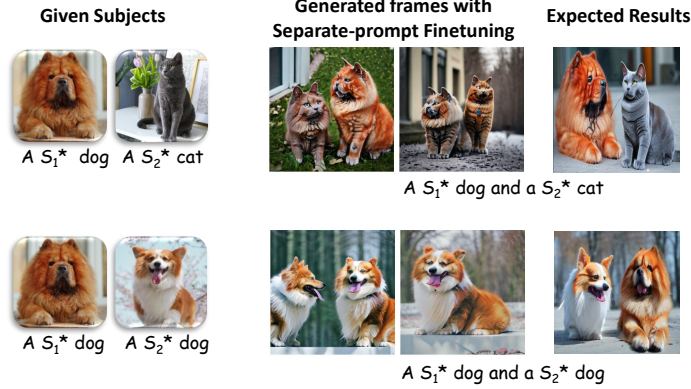 Given Subjects
Generated frames with
Separate-prompt Finetuning
Expected Results
A S₁* dog A S₂* cat
A S₁* dog and a S₂* cat
A S₁* dog A S₂* dog
A S₁* dog and a S₂* dog